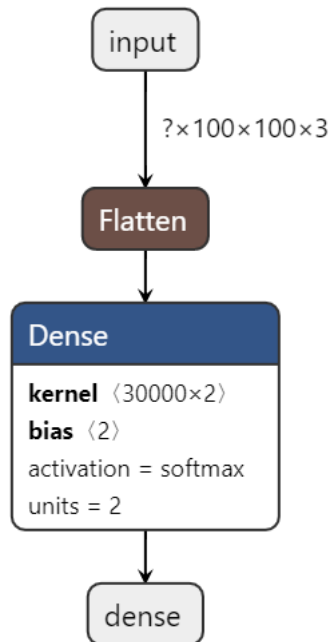 input
?×100×100×3
Flatten
Dense
kernel 〈30000×2〉
bias 〈2〉
activation = softmax
units = 2
dense